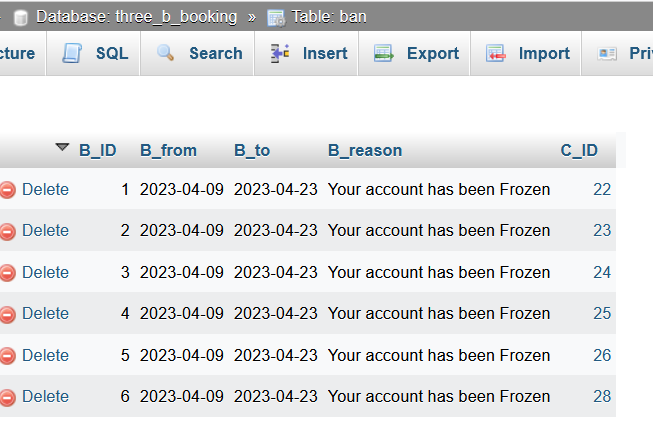 Database: three_b_booking » Table: ban
cture SQL Search Insert Export Import Pri
B_ID B_from B_to B_reason C_ID
Delete 1 2023-04-09 2023-04-23 Your account has been Frozen 22
Delete 2 2023-04-09 2023-04-23 Your account has been Frozen 23
Delete 3 2023-04-09 2023-04-23 Your account has been Frozen 24
Delete 4 2023-04-09 2023-04-23 Your account has been Frozen 25
Delete 5 2023-04-09 2023-04-23 Your account has been Frozen 26
Delete 6 2023-04-09 2023-04-23 Your account has been Frozen 28